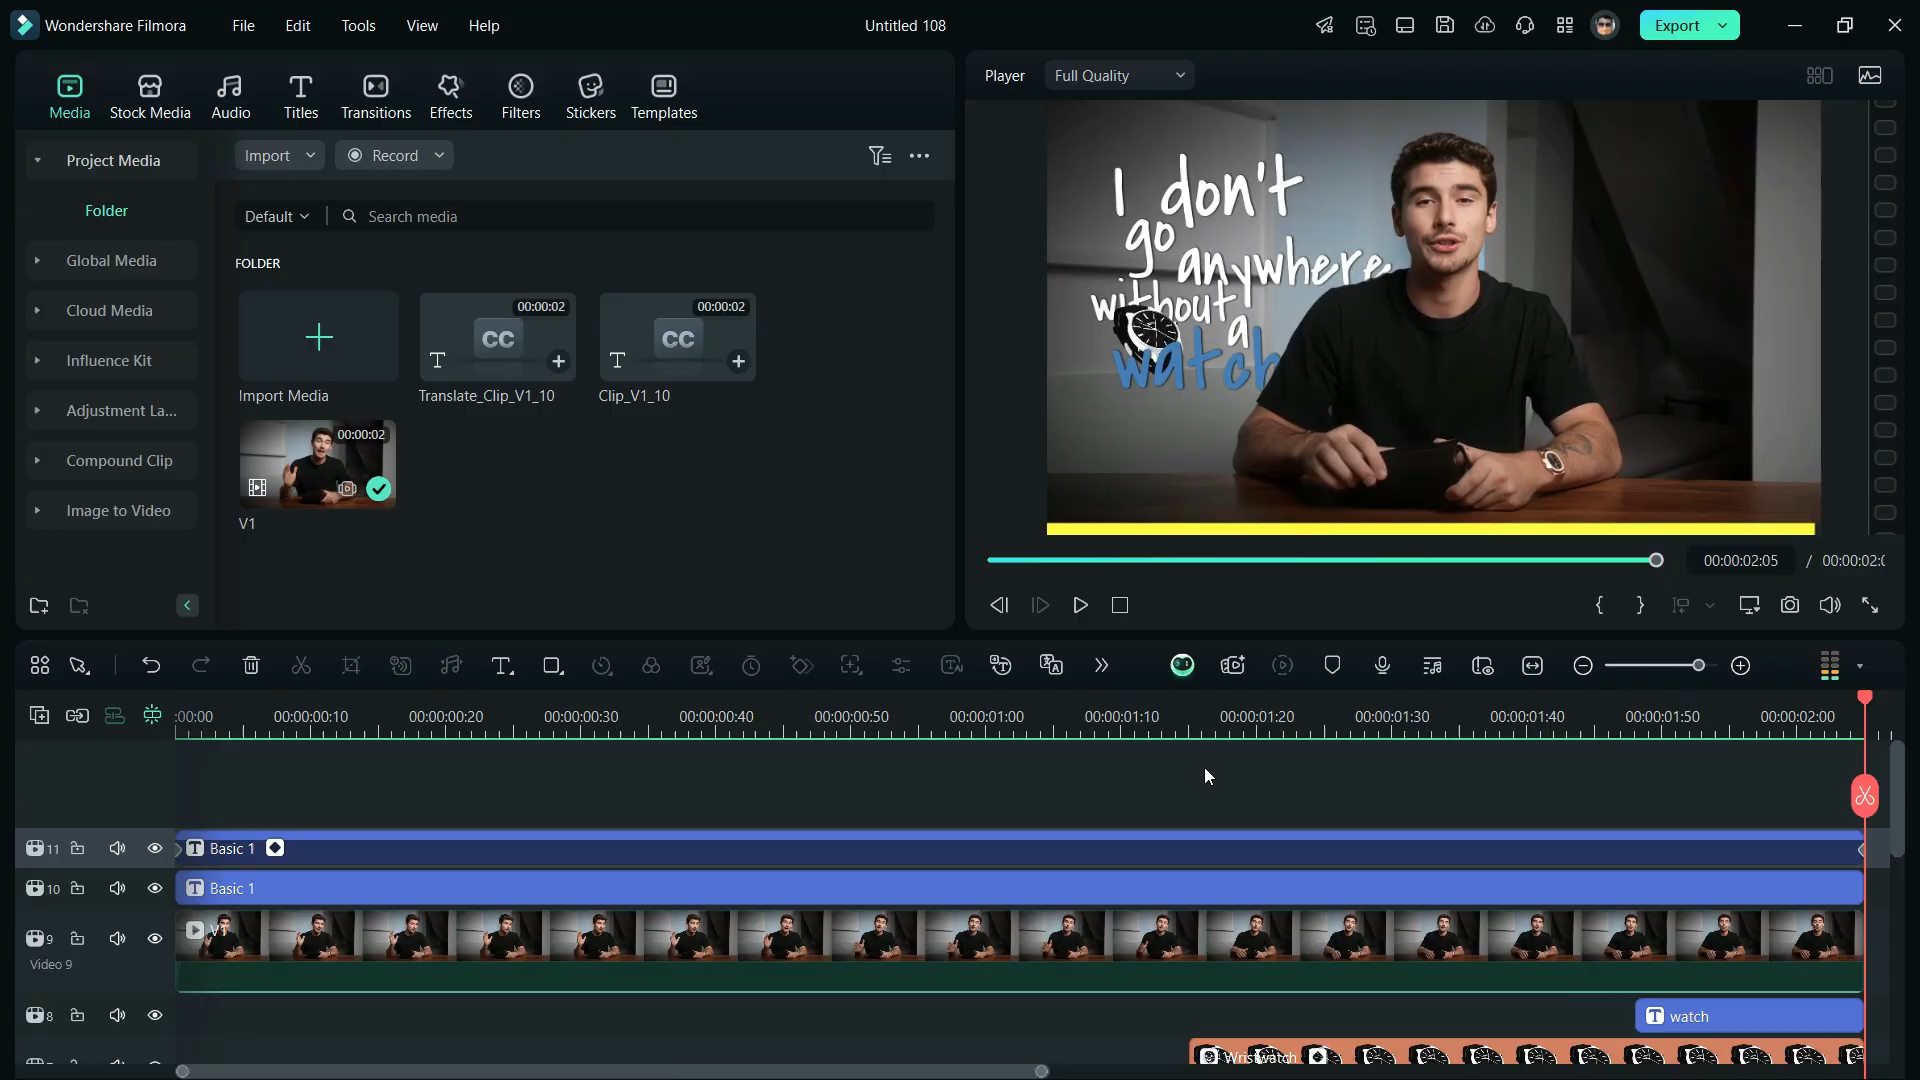 Wondershare Filmora
File
Edit
Tools
View
Help
Untitled 108
Export
Media
Stock Media
Audio
Titles
Transitions
Effects
Filters
Stickers
Templates
Player
Full Quality
Project Media
Folder
Global Media
Cloud Media
Influence Kit
Adjustment La...
Compound Clip
Image to Video
Import
Record
Default
Search media
FOLDER
Import Media
00:00:02
CC
T
Translate_Clip_V1_10
00:00:02
CC
T
Clip_V1_10
00:00:02
V1
I don't
go
anywhere
without
a
watch
00:00:02:05
/ 00:00:02:0
:00:00
00:00:00:10
00:00:00:20
00:00:00:30
00:00:00:40
00:00:00:50
00:00:01:00
00:00:01:10
00:00:01:20
00:00:01:30
00:00:01:40
00:00:01:50
00:00:02:00
11
T Basic 1
10
T Basic 1
9
V1
Video 9
8
T watch
Wristwatch